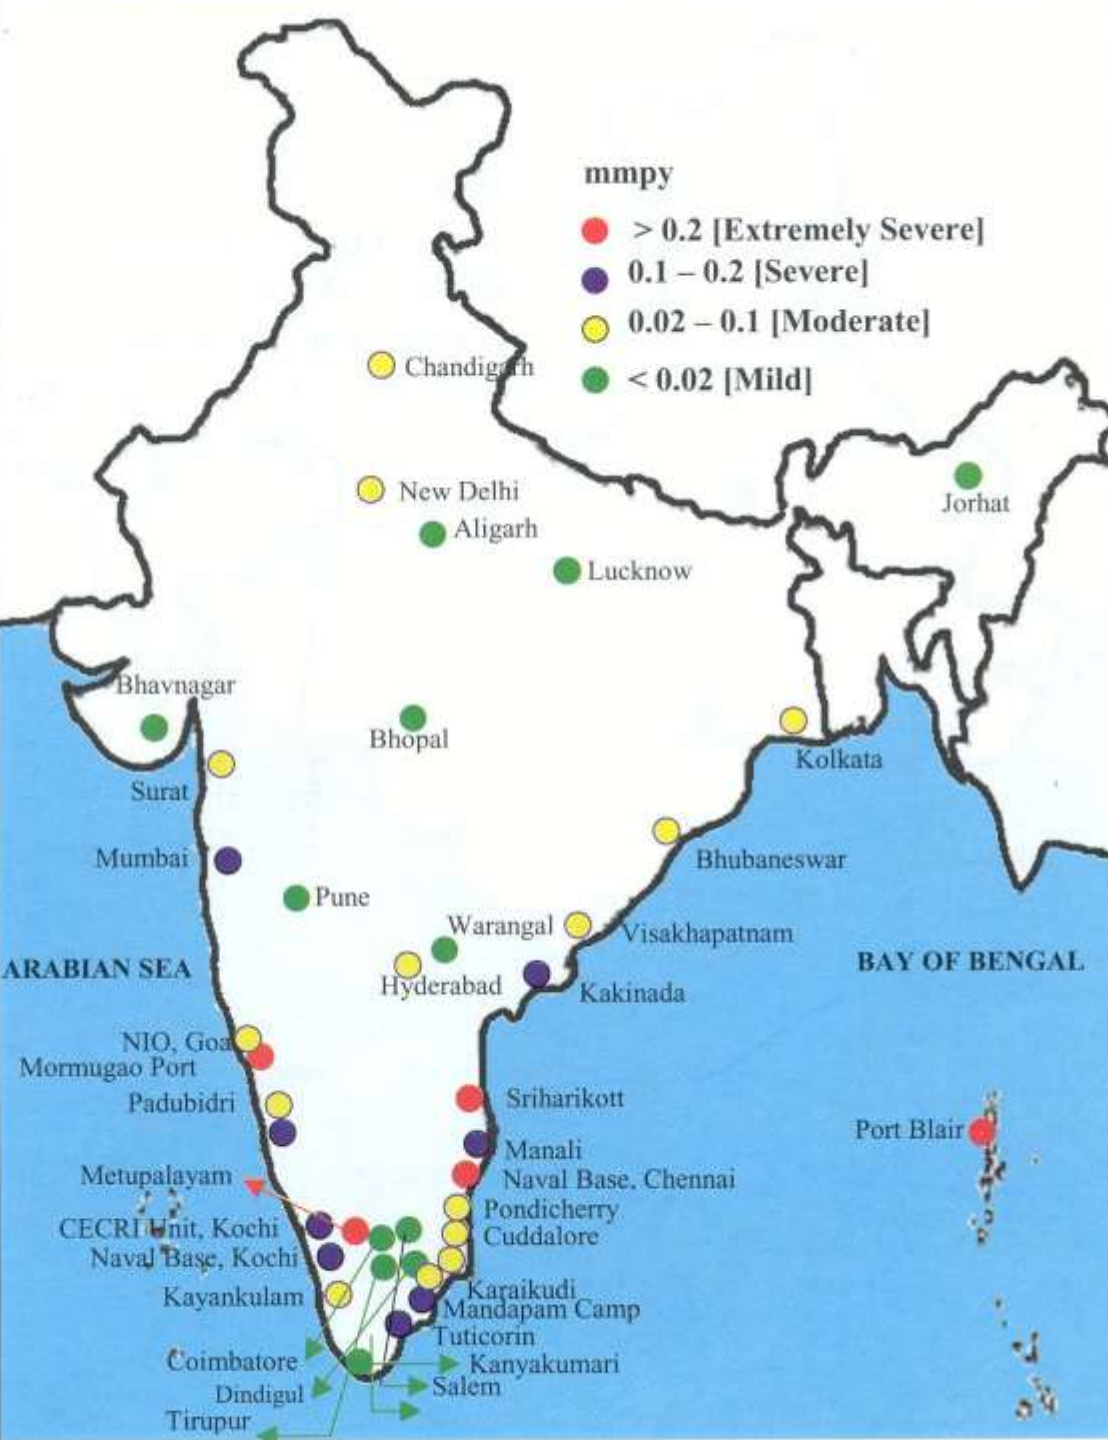 mmpy
> 0.2 [Extremely Severe]
0.1 – 0.2 [Severe]
0.02 – 0.1 [Moderate]
< 0.02 [Mild]
Chandigarh
New Delhi
Aligarh
Jorhat
Lucknow
Bhavnagar
Bhopal
Kolkata
Surat
Mumbai
Bhubaneswar
Pune
Warangal
Visakhapatnam
ARABIAN SEA
BAY OF BENGAL
Hyderabad
Kakinada
NIO, Goa
Mormugao Port
Padubidri
Sriharikott
Port Blair
Manali
Metupalayam
Naval Base, Chennai
Pondicherry
CECRI Unit, Kochi
Cuddalore
Naval Base, Kochi
Kayankulam
Karaikudi
Mandapam Camp
Tuticorin
Coimbatore
Kanyakumari
Dindigul
Salem
Tirupur